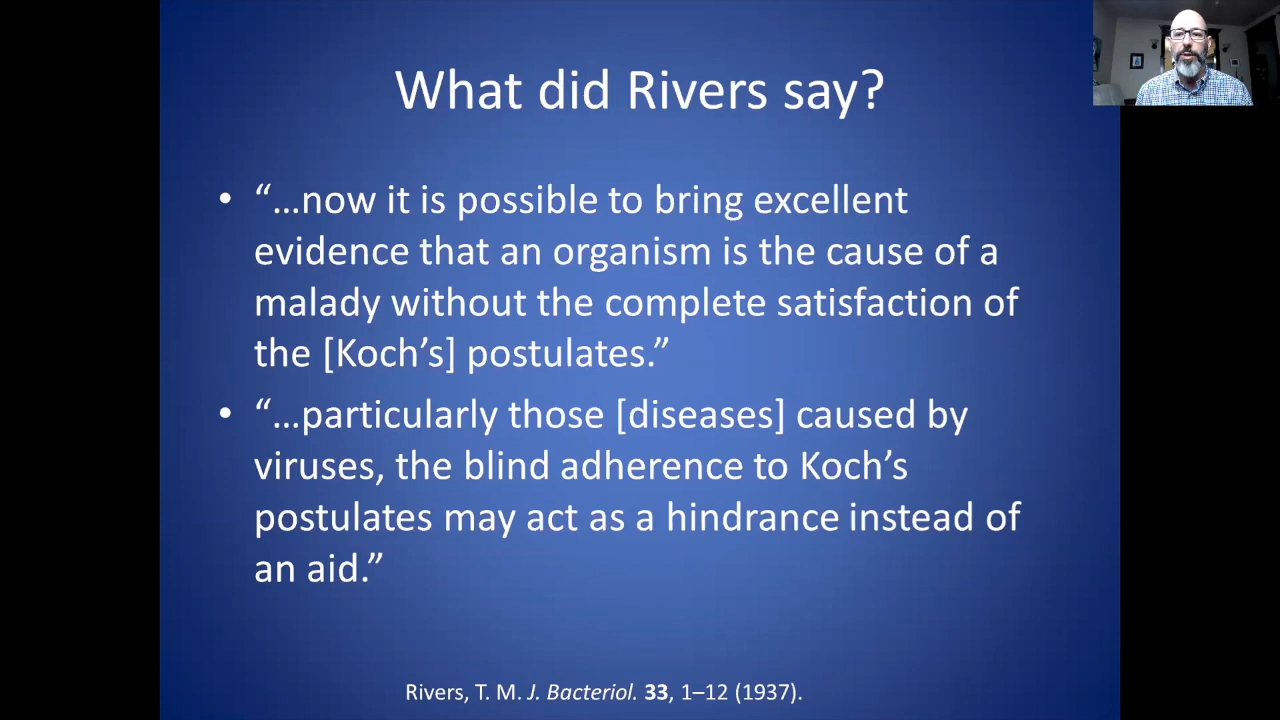 What did Rivers say?
• “…now it is possible to bring excellent
evidence that an organism is the cause of a
malady without the complete satisfaction of
the [Koch’s] postulates.”
• “…particularly those [diseases] caused by
viruses, the blind adherence to Koch’s
postulates may act as a hindrance instead of
an aid.”
Rivers, T. M. J. Bacteriol. 33, 1–12 (1937).